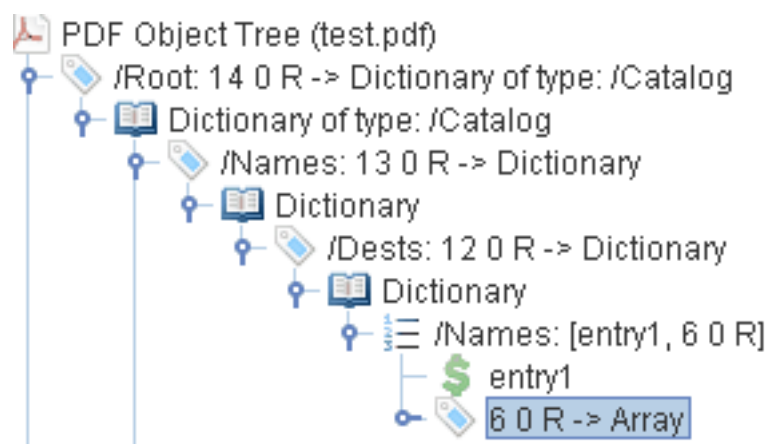 PDF Object Tree (test.pdf)
/Root: 14 0 R -> Dictionary of type: /Catalog
Dictionary of type: /Catalog
/Names: 13 0 R -> Dictionary
Dictionary
/Dests: 12 0 R -> Dictionary
Dictionary
/Names: [entry1, 6 0 R]
entry1
6 0 R -> Array